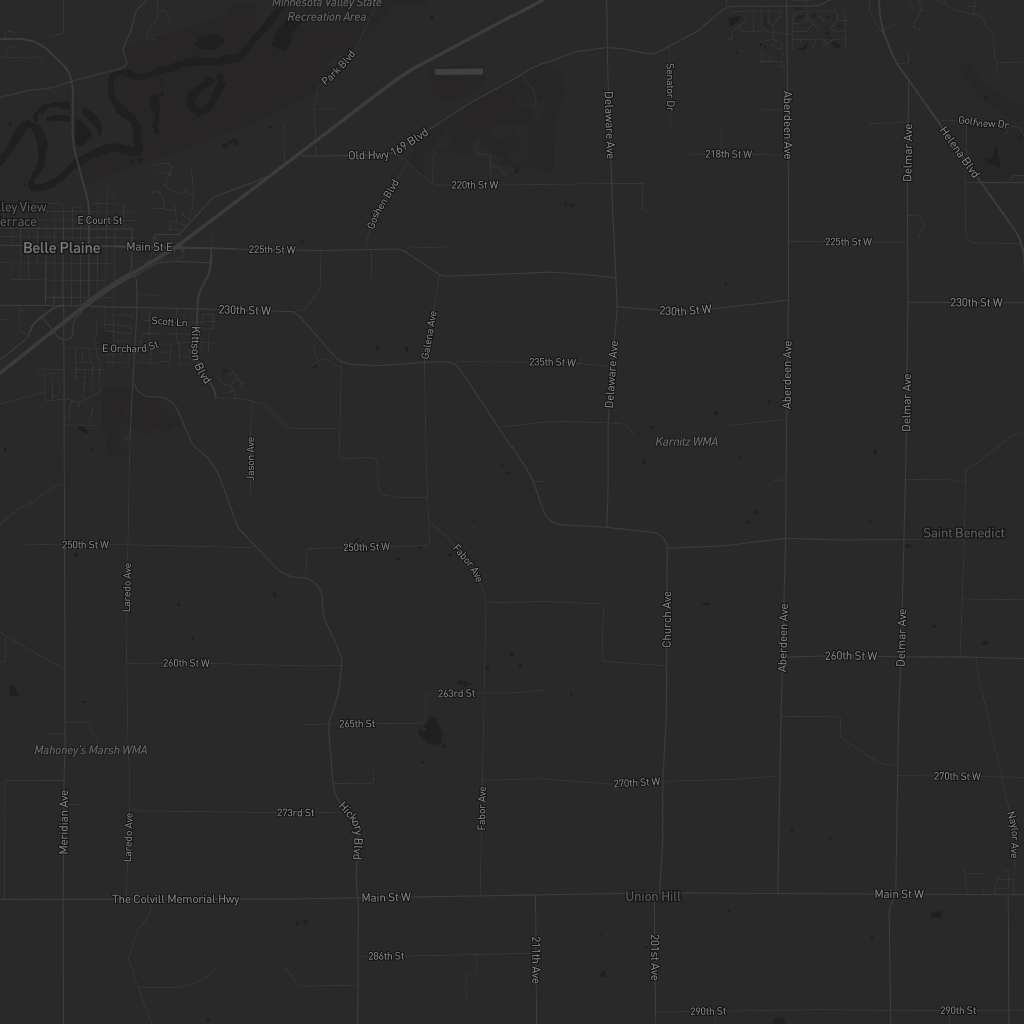 Minnesota Valley State
Recreation Area
Park Blvd
Senator Dr
Delaware Ave
Aberdeen Ave
Delmar Ave
Golfview Dr
Helena Blvd
Old Hwy 169 Blvd
218th St W
220th St W
Goshen Blvd
lley View
errace
E Court St
Belle Plaine
Main St E
225th St W
225th St W
230th St W
230th St W
230th St W
Scott Ln
E Orchard St
Kittson Blvd
Galena Ave
235th St W
Delaware Ave
Aberdeen Ave
Delmar Ave
Karnitz WMA
Jason Ave
Saint Benedict
250th St W
250th St W
Fabor Ave
Laredo Ave
Church Ave
Aberdeen Ave
Delmar Ave
260th St W
260th St W
263rd St
265th St
Mahoney's Marsh WMA
270th St W
270th St W
Meridian Ave
Laredo Ave
273rd St
Hickory Blvd
Fabor Ave
Naylor Ave
The Colvill Memorial Hwy
Main St W
Union Hill
Main St W
286th St
211th Ave
201st Ave
290th St
290th St